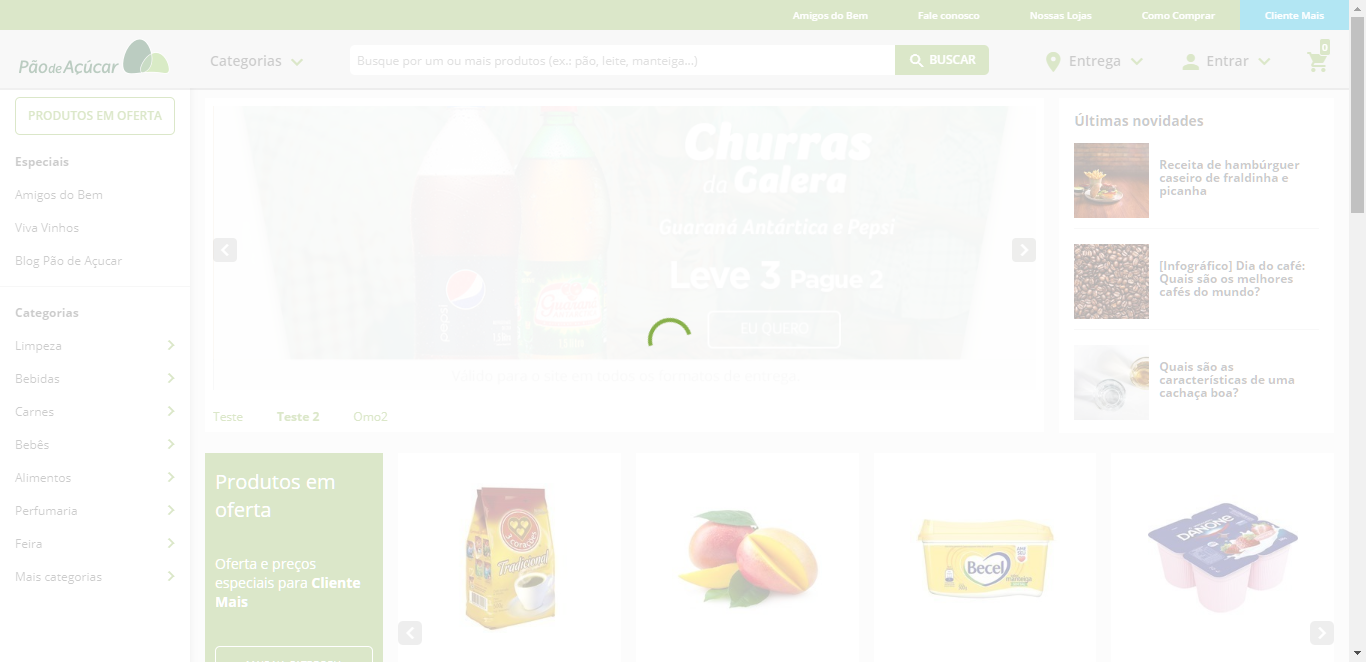 Amigos do Bem
Fale conosco
Nossas Lojas
Como Comprar
Cliente Mais
Pão de Açúcar
Categorias
Busque por um ou mais produtos (ex.: pão, leite, manteiga...)
BUSCAR
Entrega
Entrar
0
PRODUTOS EM OFERTA
Especiais
Amigos do Bem
Viva Vinhos
Blog Pão de Açucar
Categorias
Limpeza
Bebidas
Carnes
Bebês
Alimentos
Perfumaria
Feira
Mais categorias
Churras
da Galera
Guaraná Antártica e Pepsi
Leve 3 Pague 2
EU QUERO
pepsi
Válido para o site em todos os formatos de entrega
Teste
Teste 2
Omo2
Últimas novidades
Receita de hambúrguer
caseiro de fraldinha e
picanha
[Infográfico] Dia do café:
Quais são os melhores
cafés do mundo?
Quais são as
características de uma
cachaça boa?
Produtos em
oferta
Oferta e preços
especiais para Cliente
Mais
Tradicional
Becel
DANONE